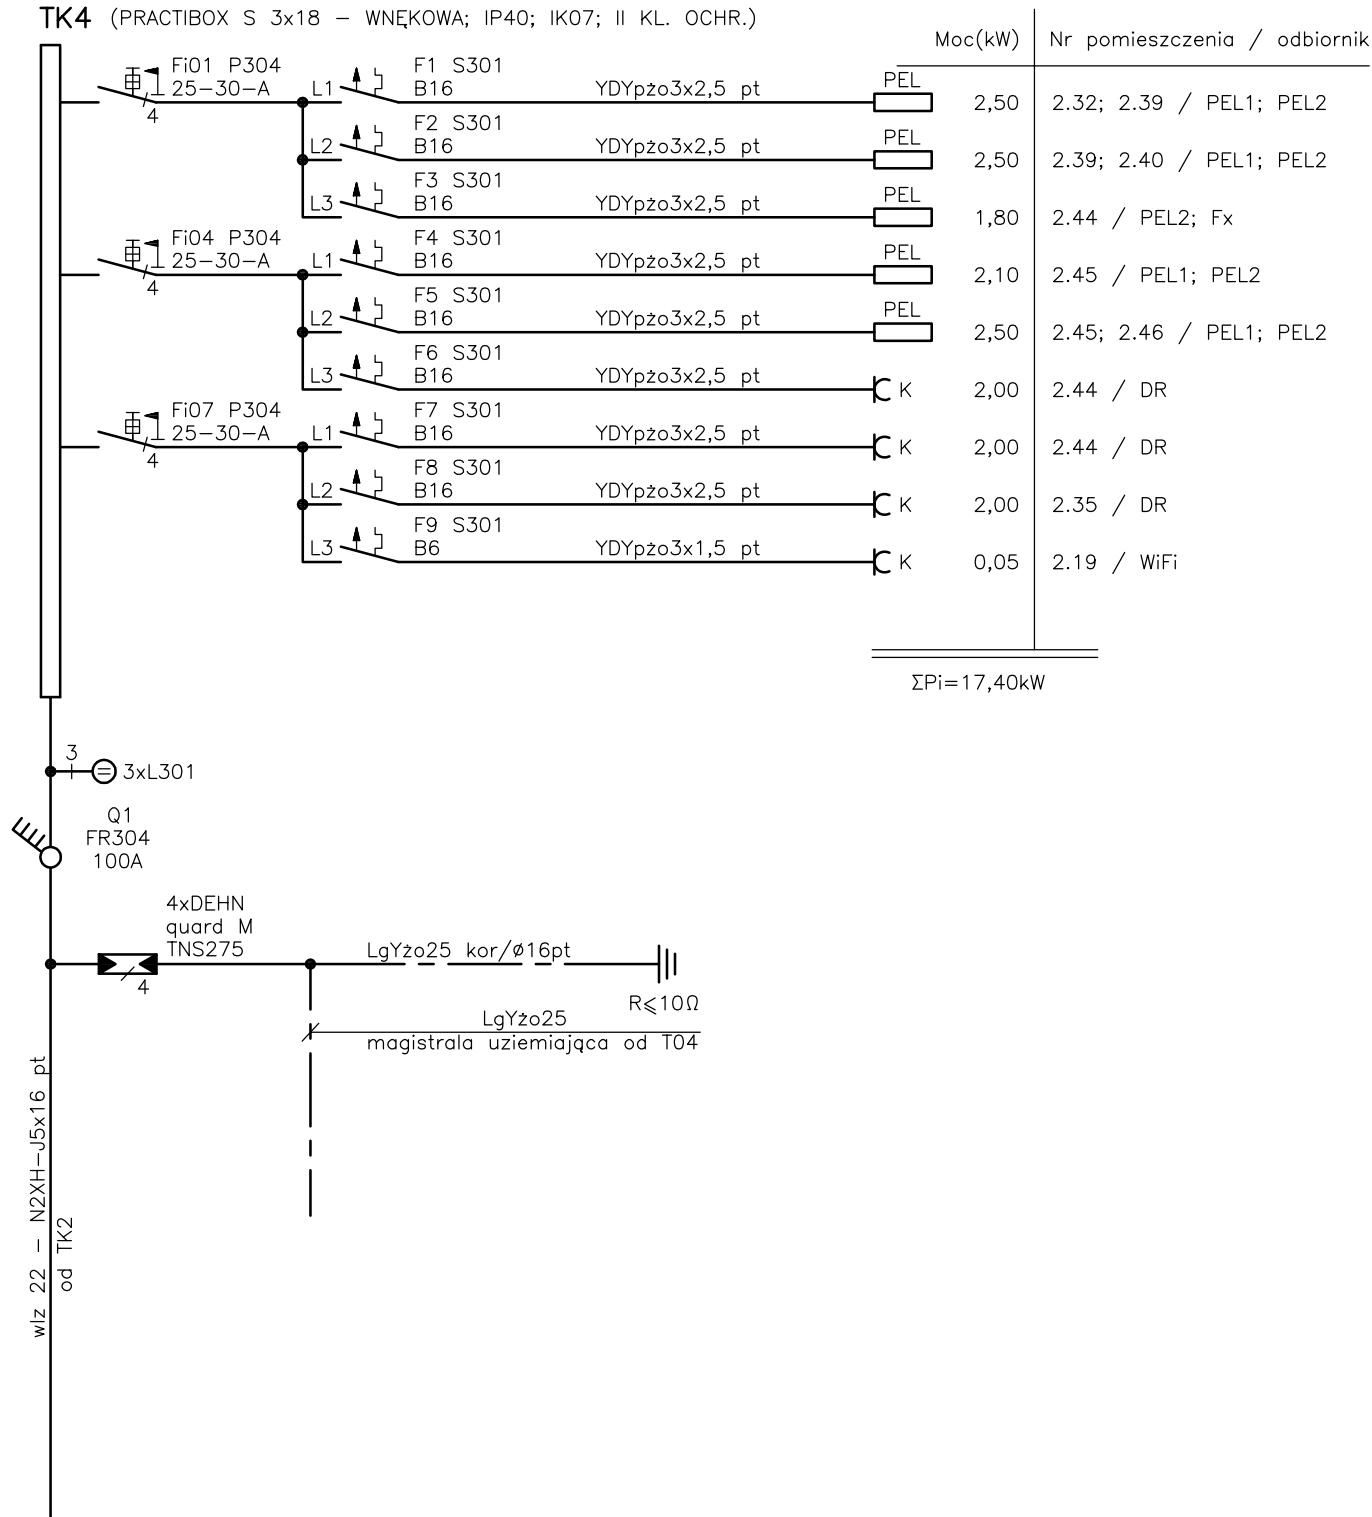 TK4 (PRACTIBOX S 3x18 – WNĘKOWA; IP40; IK07; II KL. OCHR.)
Moc(kW) Nr pomieszczenia / odbiornik
Fi01 P304
25-30-A
4
L1
F1 S301
B16
YDYpżo3x2,5 pt
PEL
2,50
2.32; 2.39 / PEL1; PEL2
L2
F2 S301
B16
YDYpżo3x2,5 pt
PEL
2,50
2.39; 2.40 / PEL1; PEL2
L3
F3 S301
B16
YDYpżo3x2,5 pt
PEL
1,80
2.44 / PEL2; Fx
Fi04 P304
25-30-A
4
L1
F4 S301
B16
YDYpżo3x2,5 pt
PEL
2,10
2.45 / PEL1; PEL2
L2
F5 S301
B16
YDYpżo3x2,5 pt
PEL
2,50
2.45; 2.46 / PEL1; PEL2
L3
F6 S301
B16
YDYpżo3x2,5 pt
K
2,00
2.44 / DR
Fi07 P304
25-30-A
4
L1
F7 S301
B16
YDYpżo3x2,5 pt
K
2,00
2.44 / DR
L2
F8 S301
B16
YDYpżo3x2,5 pt
K
2,00
2.35 / DR
L3
F9 S301
B6
YDYpżo3x1,5 pt
K
0,05
2.19 / WiFi
ΣPi=17,40kW
3
3xL301
Q1
FR304
100A
4xDEHN
quard M
TNS275
4
LgYżo25 kor/ø16pt
R⩽10Ω
LgYżo25
magistrala uziemiająca od T04
wlz 22 – N2XH-J5x16 pt
od TK2